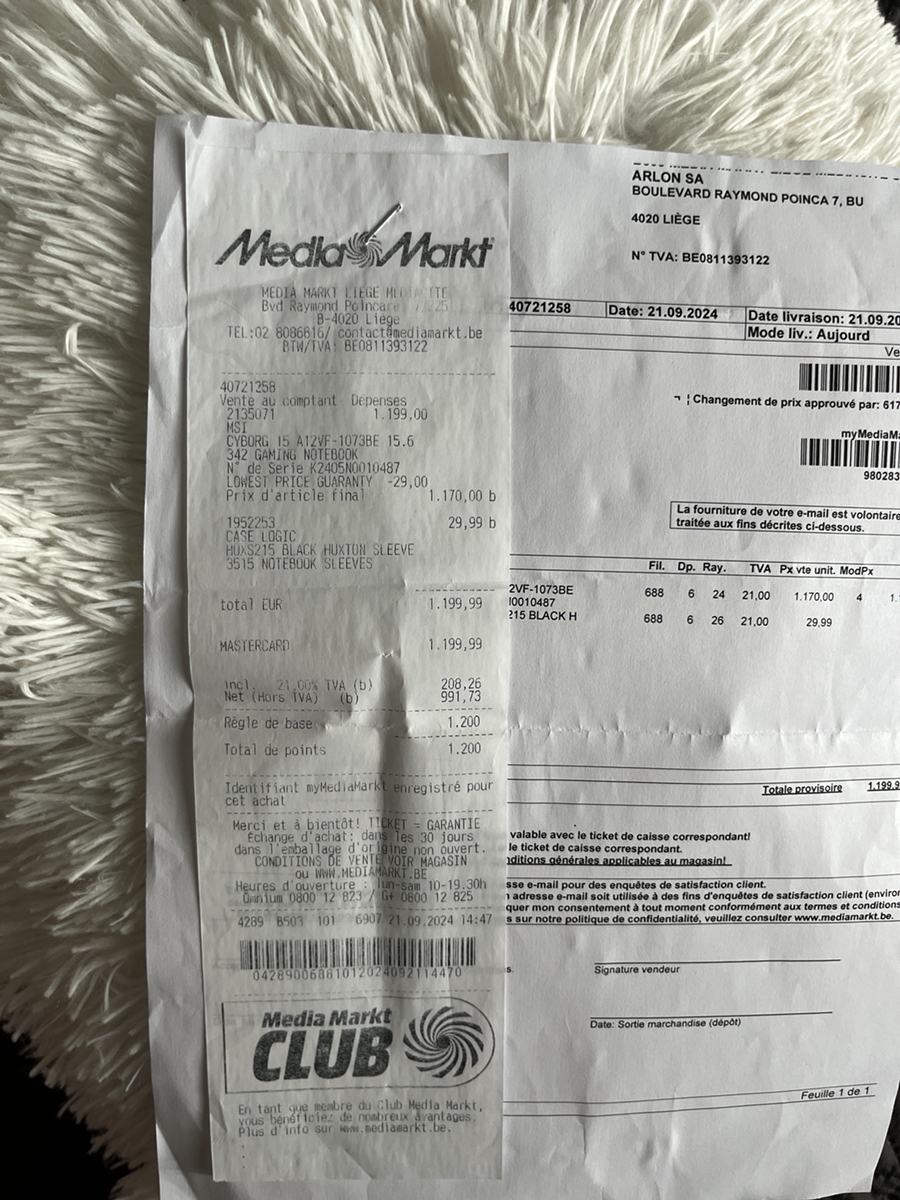 Media Markt
MEDIA MARKT LIEGE
Bvd Raymond Poincare
B-4020 Liege
TEL:02 8086816/ contact@mediamarkt.be
BTW/TVA: BE0811393122
40721258
Vente au comptant Depenses
2135071 1.199,00
MSI
CYBORG 15 A12VF-1073BE 15.6
342 GAMING NOTEBOOK
N° de Serie K2405N0010487
LOWEST PRICE GUARANTY -29,00
Prix d'article final 1.170,00 b
1952253 29,99 b
CASE LOGIC
HUXS215 BLACK HUXTON SLEEVE
3515 NOTEBOOK SLEEVES
total EUR 1.199,99
MASTERCARD 1.199,99
incl. 21,00% TVA (b) 208,26
Net (Hors TVA) (b) 991,73
Règle de base 1.200
Total de points 1.200
Identifiant myMediaMarkt enregistré pour
cet achat
Merci et à bientôt! TICKET = GARANTIE
Echange d'achat: dans les 30 jours
dans l'emballage d'origine non ouvert.
CONDITIONS DE VENTE VOIR MAGASIN
ou WWW.MEDIAMARKT.BE
Heures d'ouverture : lun-sam 10-19.30h
Omnium 0800 12 823 / G+ 0800 12 825
4289 B503 101 6907 21.09.2024 14:47
Media Markt
CLUB
En tant que membre du Club Media Markt,
vous bénéficiez de nombreux avantages.
Plus d'info sur www.mediamarkt.be.
ARLON SA
BOULEVARD RAYMOND POINCA 7, BU
4020 LIÈGE
N° TVA: BE0811393122
40721258 Date: 21.09.2024 Date livraison: 21.09.20
Mode liv.: Aujourd
Ve
¬ ¦ Changement de prix approuvé par: 617
myMediaMa
980283
La fourniture de votre e-mail est volontaire
traitée aux fins décrites ci-dessous.
Fil. Dp. Ray. TVA Px vte unit. ModPx
2VF-1073BE 688 6 24 21,00 1.170,00 4 1.
0010487
215 BLACK H 688 6 26 21,00 29,99
Totale provisoire 1.199,9
valable avec le ticket de caisse correspondant!
le ticket de caisse correspondant.
nditions générales applicables au magasin!
sse e-mail pour des enquêtes de satisfaction client.
adresse e-mail soit utilisée à des fins d'enquêtes de satisfaction client (enviro
quer mon consentement à tout moment conformément aux termes et conditions
s sur notre politique de confidentialité, veuillez consulter www.mediamarkt.be.
s. Signature vendeur
Date: Sortie marchandise (dépôt)
Feuille 1 de 1